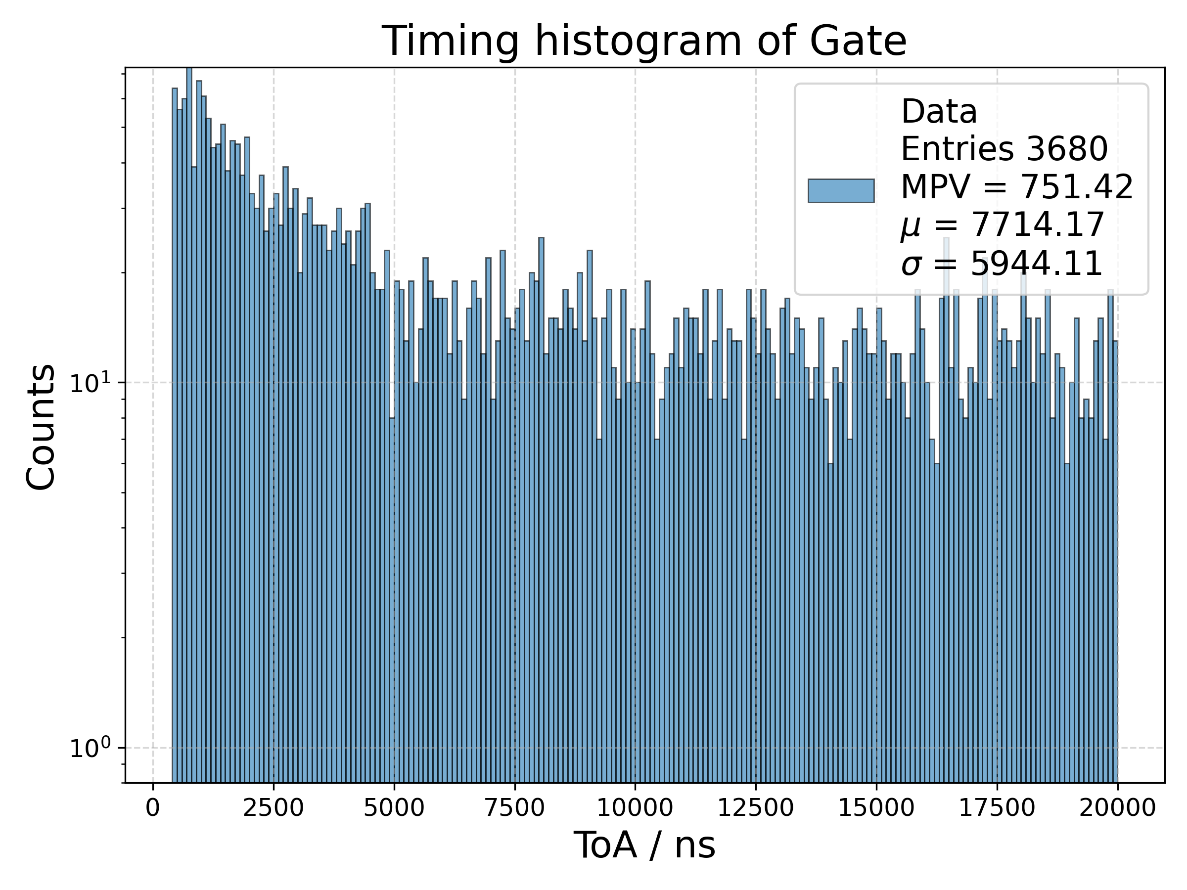 Timing histogram of Gate
Data
Entries 3680
MPV = 751.42
μ = 7714.17
σ = 5944.11
Counts
10¹
10⁰
0 2500 5000 7500 10000 12500 15000 17500 20000
ToA / ns